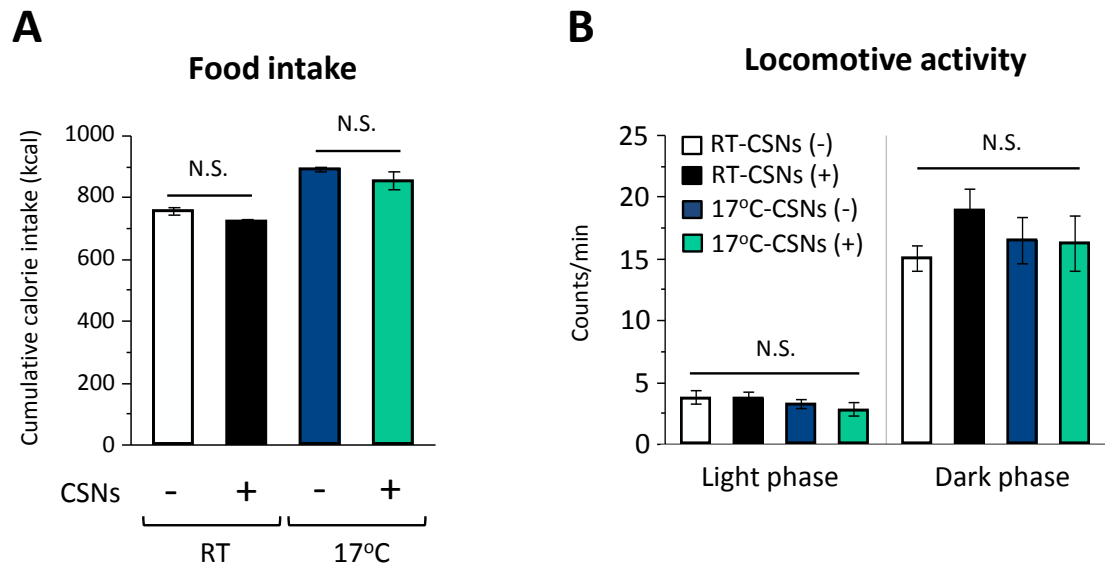 A
Food intake
Cumulative calorie intake (kcal)
1000
800
600
400
200
0
N.S.
N.S.
CSNs - + - +
RT 17°C
B
Locomotive activity
Counts/min
25
20
15
10
5
0
RT-CSNs (-)
RT-CSNs (+)
17°C-CSNs (-)
17°C-CSNs (+)
N.S.
N.S.
Light phase Dark phase